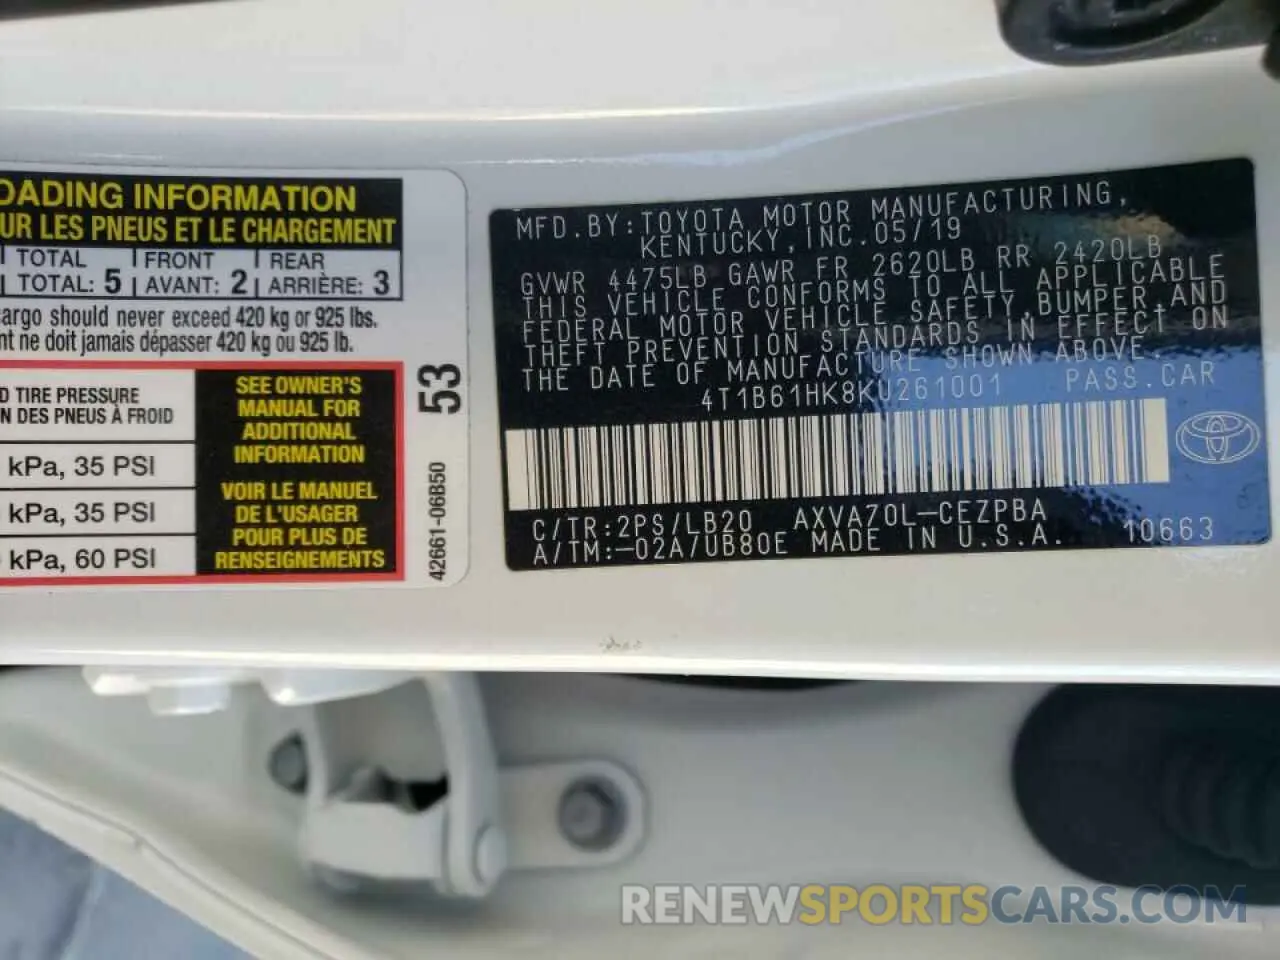 OADING INFORMATION
UR LES PNEUS ET LE CHARGEMENT
TOTAL FRONT REAR
TOTAL: 5 AVANT: 2 ARRIÈRE: 3
argo should never exceed 420 kg or 925 lbs.
nt ne doit jamais dépasser 420 kg ou 925 lb.
D TIRE PRESSURE
N DES PNEUS À FROID
kPa, 35 PSI
kPa, 35 PSI
kPa, 60 PSI
SEE OWNER'S
MANUAL FOR
ADDITIONAL
INFORMATION
VOIR LE MANUEL
DE L'USAGER
POUR PLUS DE
RENSEIGNEMENTS
53
42661-06B50
MFD.BY:TOYOTA MOTOR MANUFACTURING,
KENTUCKY,INC.05/19
GVWR 4475LB GAWR FR 2620LB RR 2420LB
THIS VEHICLE CONFORMS TO ALL APPLICABLE
FEDERAL MOTOR VEHICLE SAFETY,BUMPER,AND
THEFT PREVENTION STANDARDS IN EFFECT ON
THE DATE OF MANUFACTURE SHOWN ABOVE.
4T1B61HK8KU261001 PASS.CAR
C/TR:2PS/LB20 AXVA70L-CEZPBA
A/TM:-02A/UB80E MADE IN U.S.A. 10663
RENEWSPORTSCARS.COM